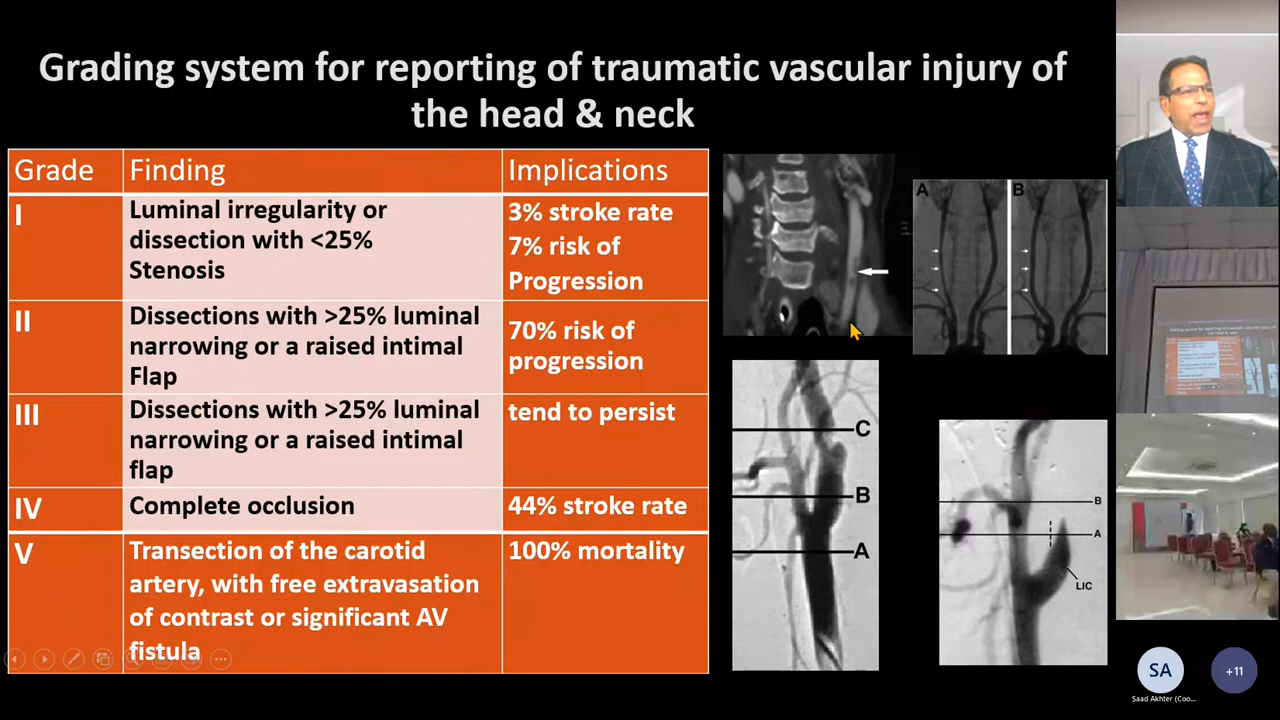 Grading system for reporting of traumatic vascular injury of
the head & neck
Grade
Finding
Implications
I
Luminal irregularity or
dissection with <25%
Stenosis
3% stroke rate
7% risk of
Progression
II
Dissections with >25% luminal
narrowing or a raised intimal
Flap
70% risk of
progression
III
Dissections with >25% luminal
narrowing or a raised intimal
flap
tend to persist
IV
Complete occlusion
44% stroke rate
V
Transection of the carotid
artery, with free extravasation
of contrast or significant AV
fistula
100% mortality
A
B
C
B
A
B
A
LIC
SA
Saad Akhter (Coo...
+11